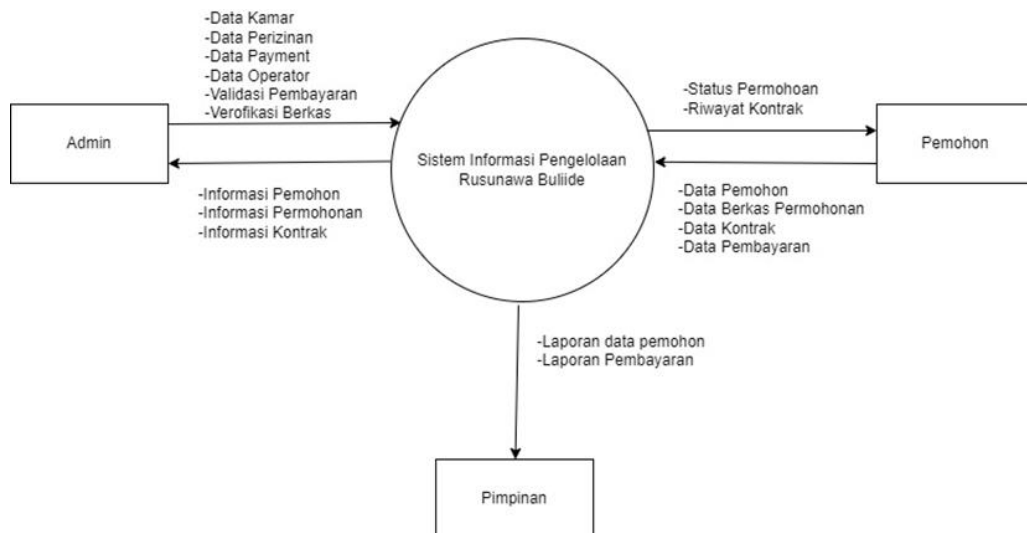 -Data Kamar
-Data Perizinan
-Data Payment
-Data Operator
-Validasi Pembayaran
-Verofikasi Berkas
Admin
-Informasi Pemohon
-Informasi Permohonan
-Informasi Kontrak
Sistem Informasi Pengelolaan
Rusunawa Buliide
-Status Permohoan
-Riwayat Kontrak
Pemohon
-Data Pemohon
-Data Berkas Permohonan
-Data Kontrak
-Data Pembayaran
-Laporan data pemohon
-Laporan Pembayaran
Pimpinan